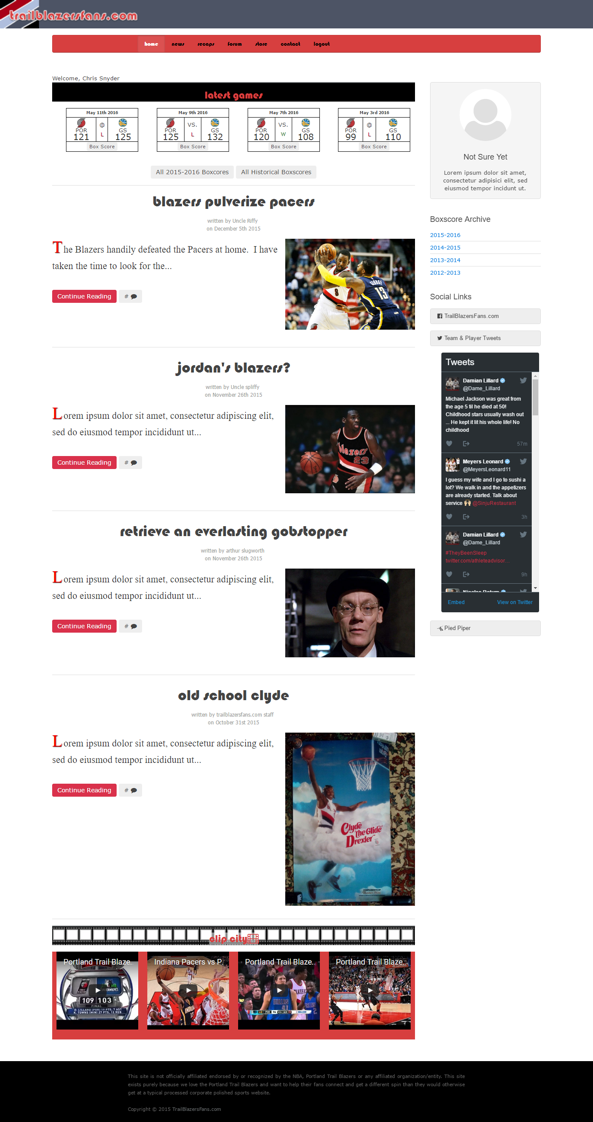 trailblazersfans.com
home news recaps forum store contact logout
Welcome, Chris Snyder
latest games
May 11th 2016 May 9th 2016 May 7th 2016 May 3rd 2016
POR 121 @ L GS 125
POR 125 VS. L GS 132
POR 120 VS. W GS 108
POR 99 @ L GS 110
Box Score Box Score Box Score Box Score
All 2015-2016 Boxcores All Historical Boxscores
blazers pulverize pacers
written by Uncle Riffy
on December 5th 2015
The Blazers handily defeated the Pacers at home. I have
taken the time to look for the...
Continue Reading #
jordan's blazers?
written by Uncle spliffy
on November 26th 2015
Lorem ipsum dolor sit amet, consectetur adipiscing elit,
sed do eiusmod tempor incididunt ut...
Continue Reading #
retrieve an everlasting gobstopper
written by arthur slugworth
on November 26th 2015
Lorem ipsum dolor sit amet, consectetur adipiscing elit,
sed do eiusmod tempor incididunt ut...
Continue Reading #
old school clyde
written by trailblazersfans.com staff
on October 21st 2015
Lorem ipsum dolor sit amet, consectetur adipiscing elit,
sed do eiusmod tempor incididunt ut...
Continue Reading #
Clyde
The Glide
Drexler
clip city
Portland Trail Blaze..
Indiana Pacers vs P..
Portland Trail Blaze..
Portland Trail Blaze..
109 103
Not Sure Yet
Lorem ipsum dolor sit amet,
consectetur adipisici elit, sed
eiusmod tempor incidunt ut.
Boxscore Archive
2015-2016
2014-2015
2013-2014
2012-2013
Social Links
TrailBlazersFans.com
Team & Player Tweets
Tweets
Damian Lillard
@Dame_Lillard
Michael Jackson was great from
the age 5 til he died at 50!
Childhood stars usually wash out
... He kept it lit his whole life! No
childhood
57m
Meyers Leonard
@MeyersLeonard11
I guess my wife and I go to sushi a
lot? We walk in and the appetizers
are already started. Talk about
service
Damian Lillard
@Dame_Lillard
Embed View on Twitter
Pied Piper
This site is not officially affiliated endorsed by or recognized by the NBA, Portland Trail Blazers or any affiliated organization/entity. This site
exists purely because we love the Portland Trail Blazers and want to help their fans connect and get a different spin than they would otherwise
get at a typical processed corporate polished sports website.
Copyright © 2015 TrailBlazersFans.com